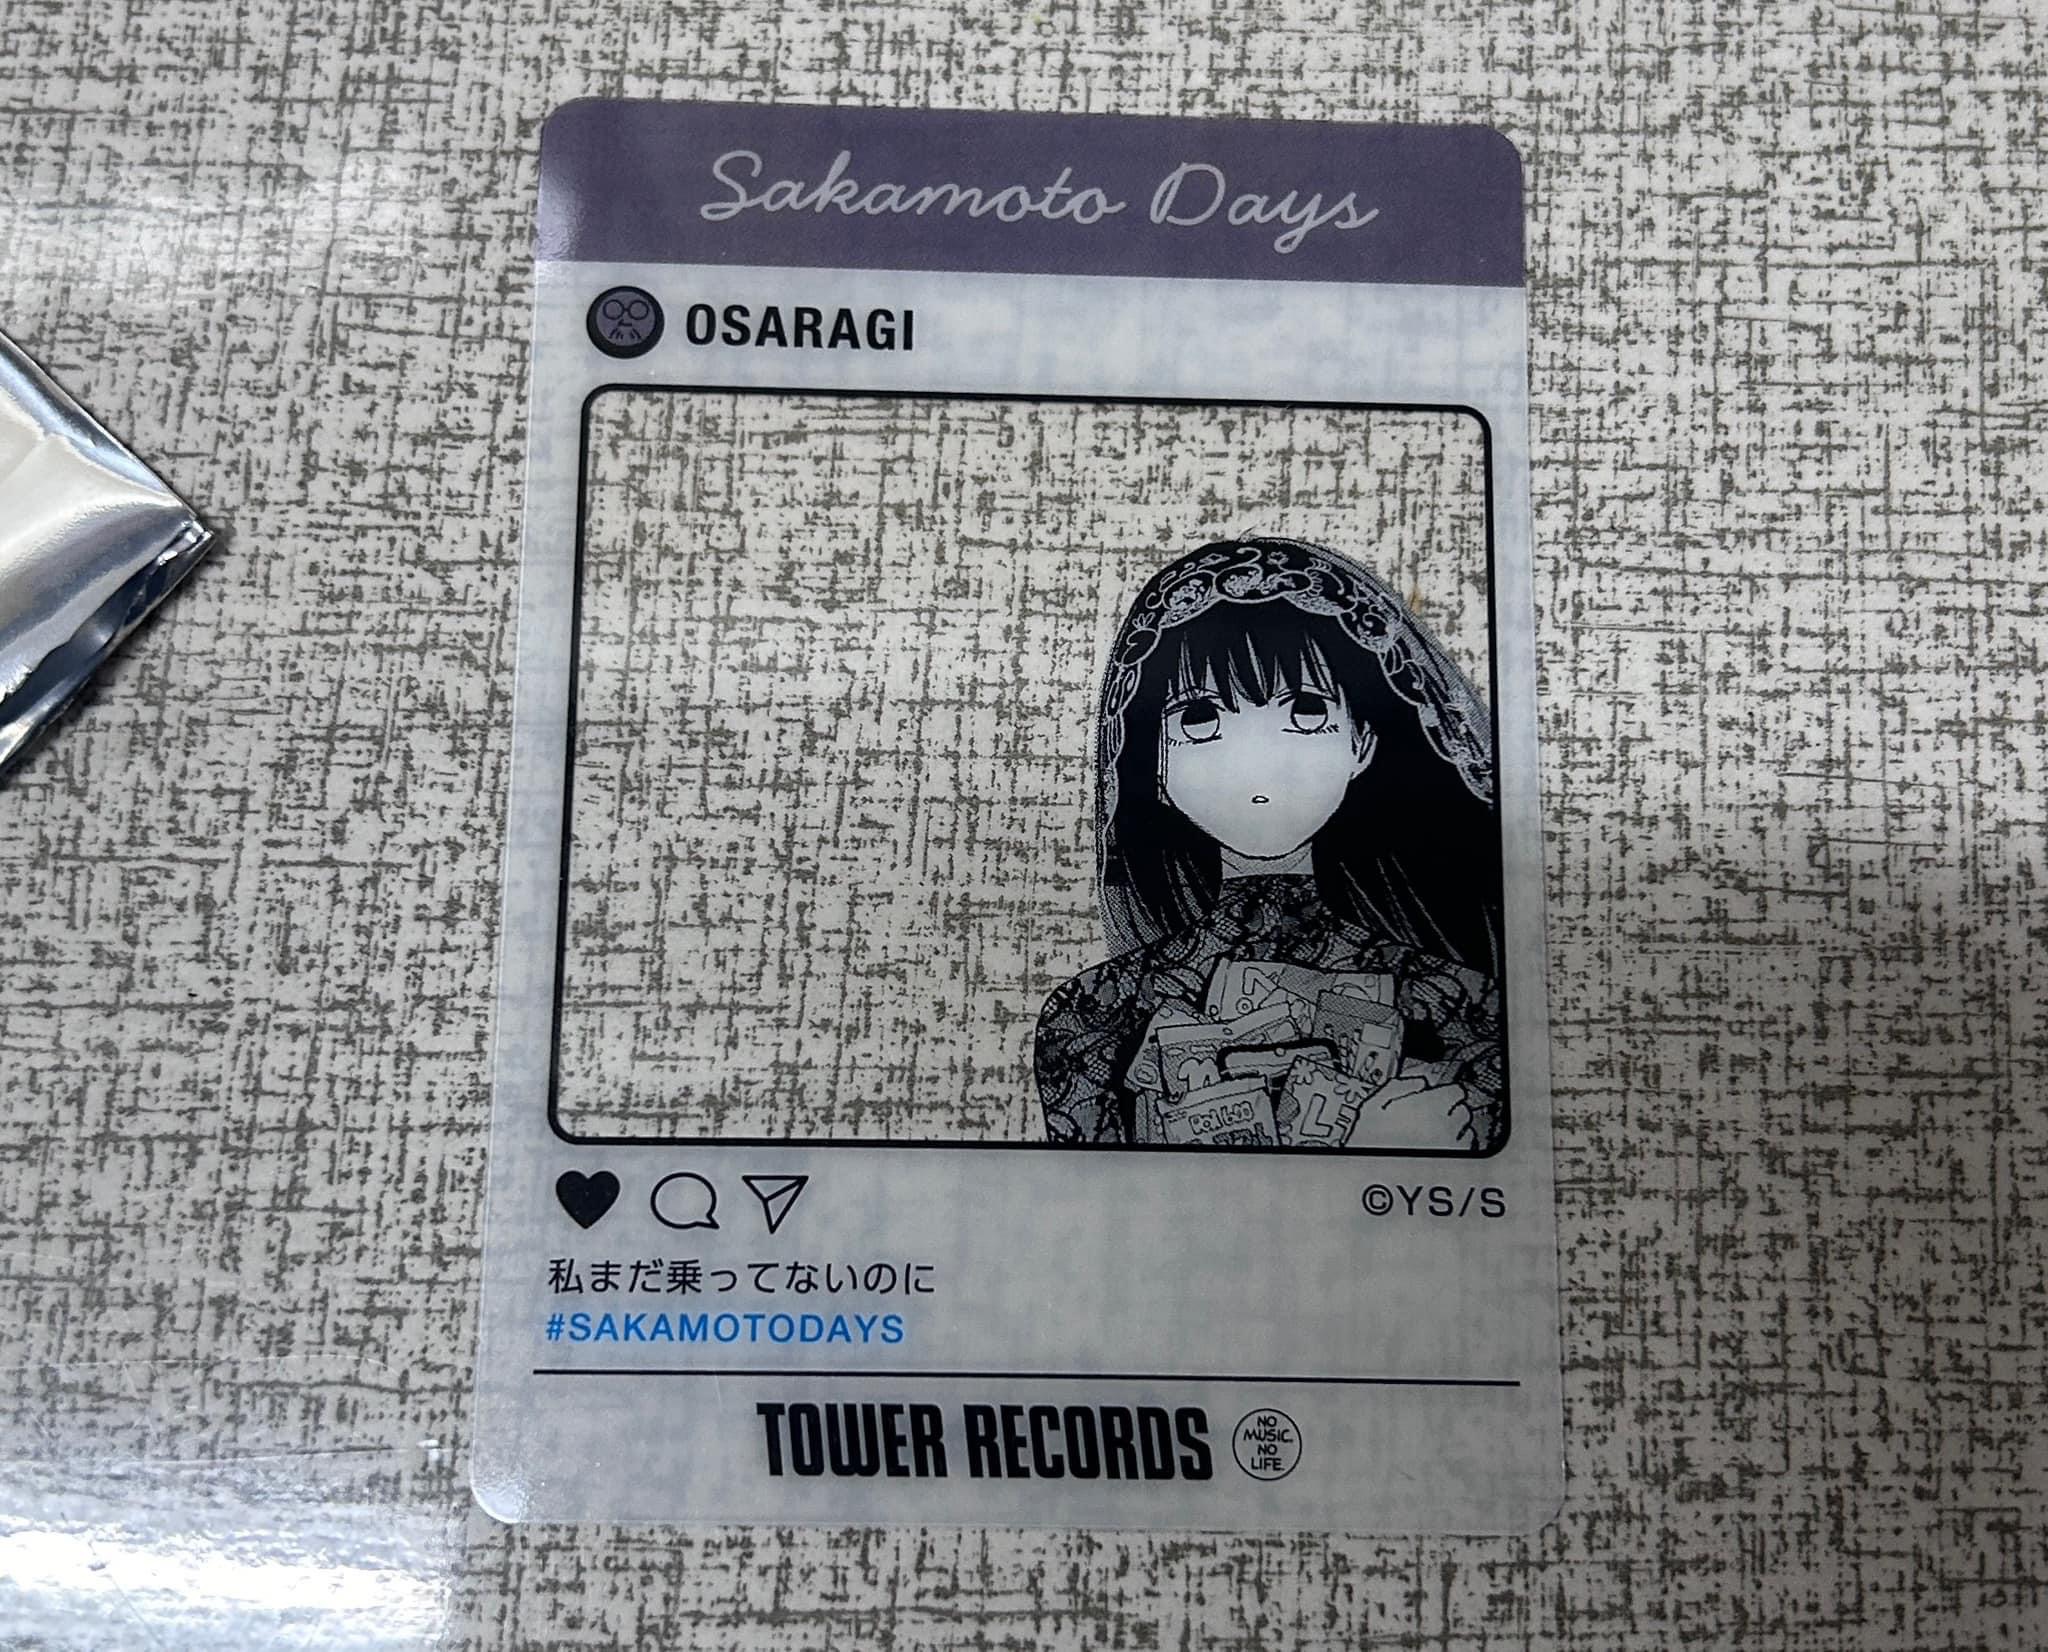 Sakamoto Days
OSARAGI
L
©YS/S
私まだ乗ってないのに
#SAKAMOTODAYS
TOWER RECORDS
NO
MUSIC.
NO
LIFE.